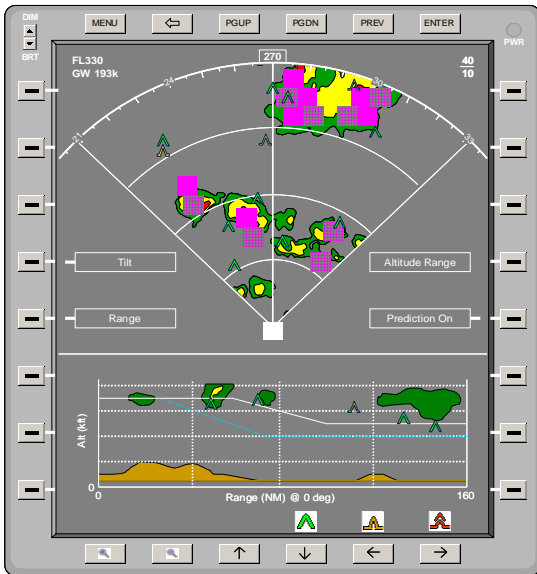 DIM
BRT
MENU
PGUP
PGDN
PREV
ENTER
PWR
FL330
GW 193k
270
40
10
21
24
30
33
Tilt
Altitude Range
Range
Prediction On
Alt (kft)
0
0
Range (NM) @ 0 deg)
160